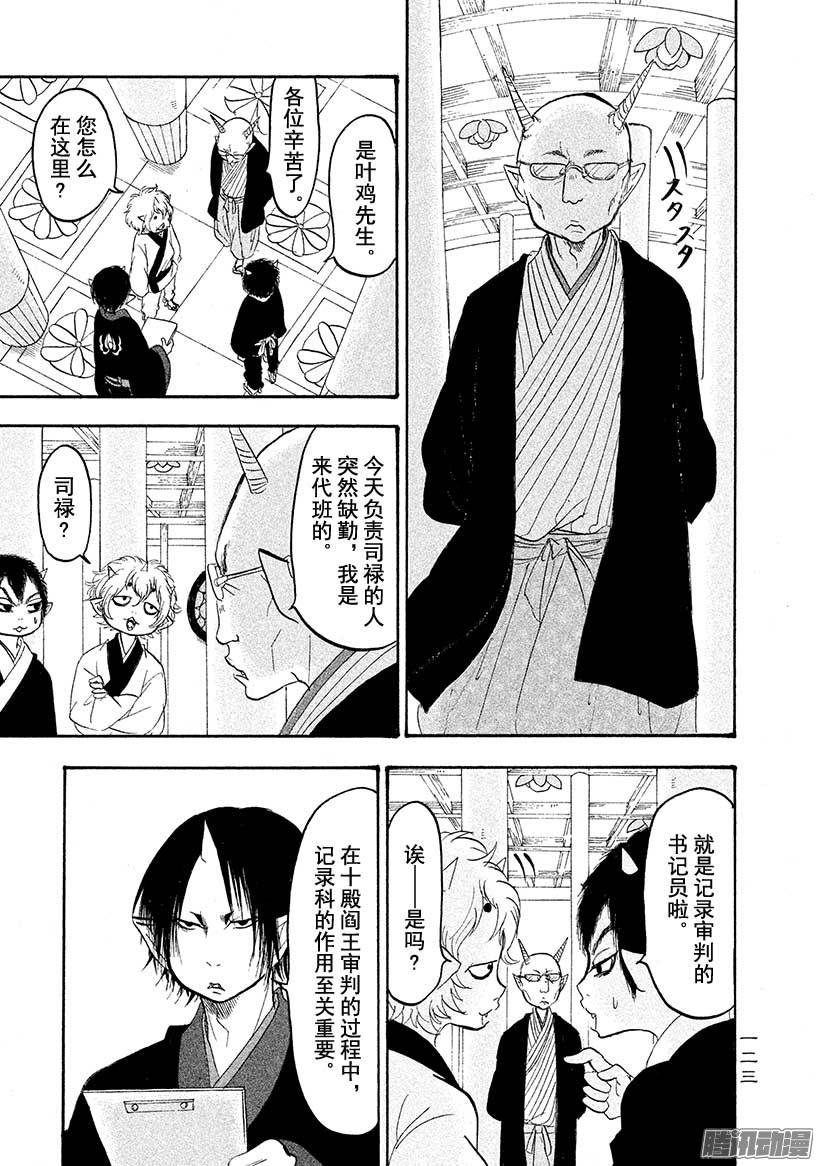 スタスタ
是叶鸡先生。
各位辛苦了。
您怎么
在这里？
今天负责司禄的人
突然缺勤，我是
来代班的。
司禄？
就是记录审判的
书记员啦。
诶——是吗？
在十殿阎王审判的过程中，
记录科的作用至关重要。
一二三
腾讯动漫